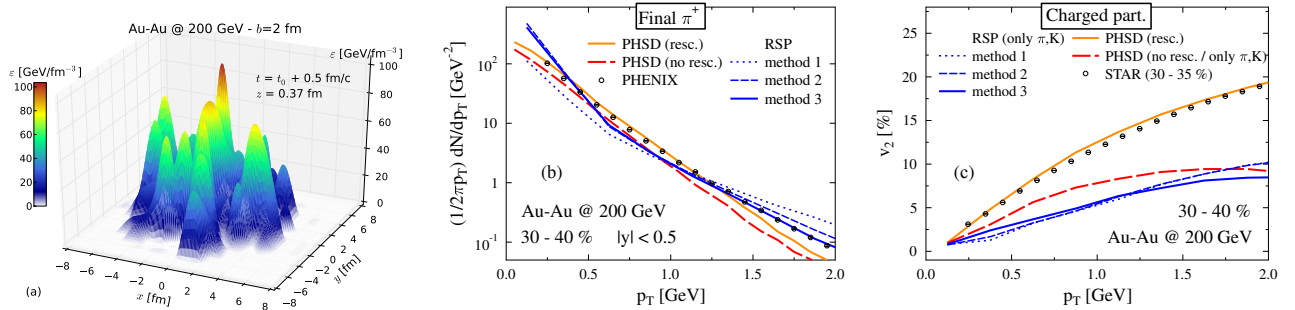 Au-Au @ 200 GeV - b=2 fm
ε [GeV/fm⁻³]
ε [GeV/fm⁻³]
t = t₀ + 0.5 fm/c
z = 0.37 fm
100
80
60
40
20
0
100
80
60
40
20
0
−8 −6 −4 −2 0 2 4 6 8
x [fm]
−8 −6 −4 −2 0 2 4 6 8
y [fm]
(a)
Final π⁺
PHSD (resc.)
PHSD (no resc.)
PHENIX
RSP
method 1
method 2
method 3
(b)
Au-Au @ 200 GeV
30 - 40 % |y| < 0.5
(1/2πp_T) dN/dp_T [GeV⁻²]
10²
10
1
10⁻¹
0.0 0.5 1.0 1.5 2.0
p_T [GeV]
Charged part.
RSP (only π,K)
method 1
method 2
method 3
PHSD (resc.)
PHSD (no resc. / only π,K)
STAR (30 - 35 %)
(c)
30 - 40 %
Au-Au @ 200 GeV
v₂ [%]
25
20
15
10
5
0
0.0 0.5 1.0 1.5 2.0
p_T [GeV]